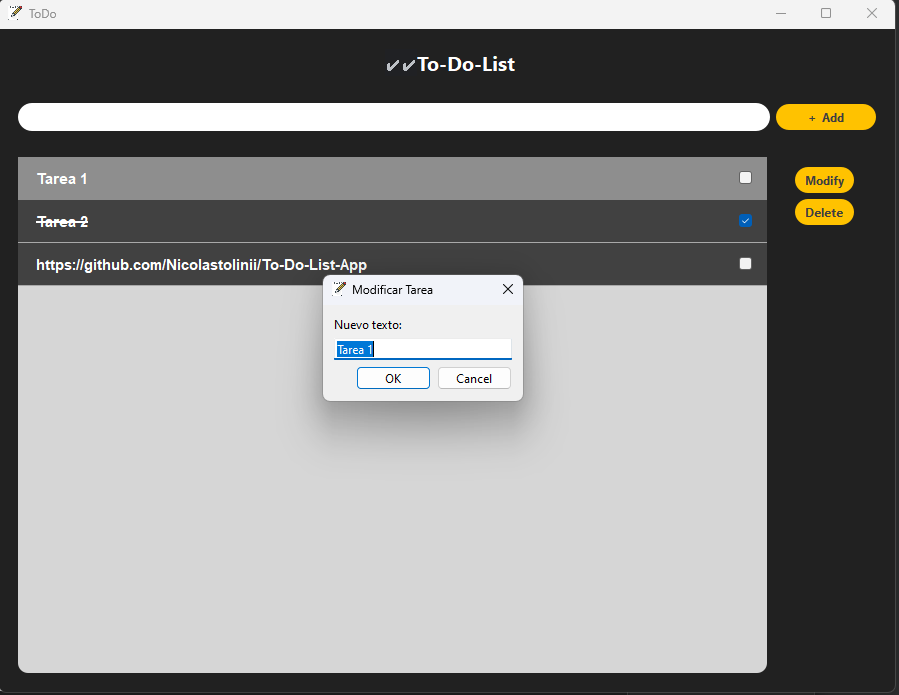 ToDo
✔✔To-Do-List
+ Add
Tarea 1
Modify
Tarea 2
Delete
https://github.com/Nicolastolinii/To-Do-List-App
Modificar Tarea
Nuevo texto:
Tarea 1
OK Cancel